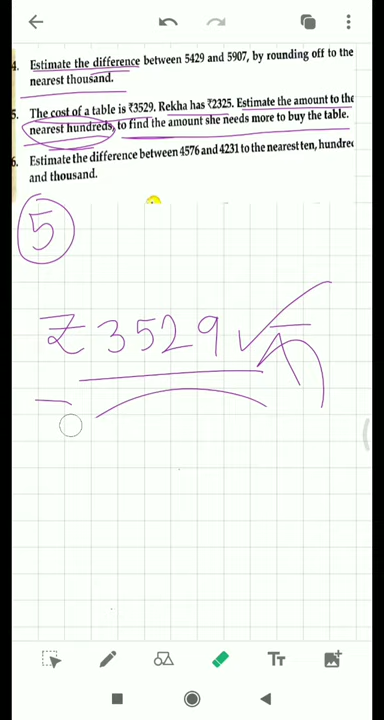 4. Estimate the difference between 5429 and 5907, by rounding off to the
nearest thousand.
5. The cost of a table is ₹3529. Rekha has ₹2325. Estimate the amount to the
nearest hundreds, to find the amount she needs more to buy the table.
6. Estimate the difference between 4576 and 4231 to the nearest ten, hundred
and thousand.
5
₹ 3529
TT